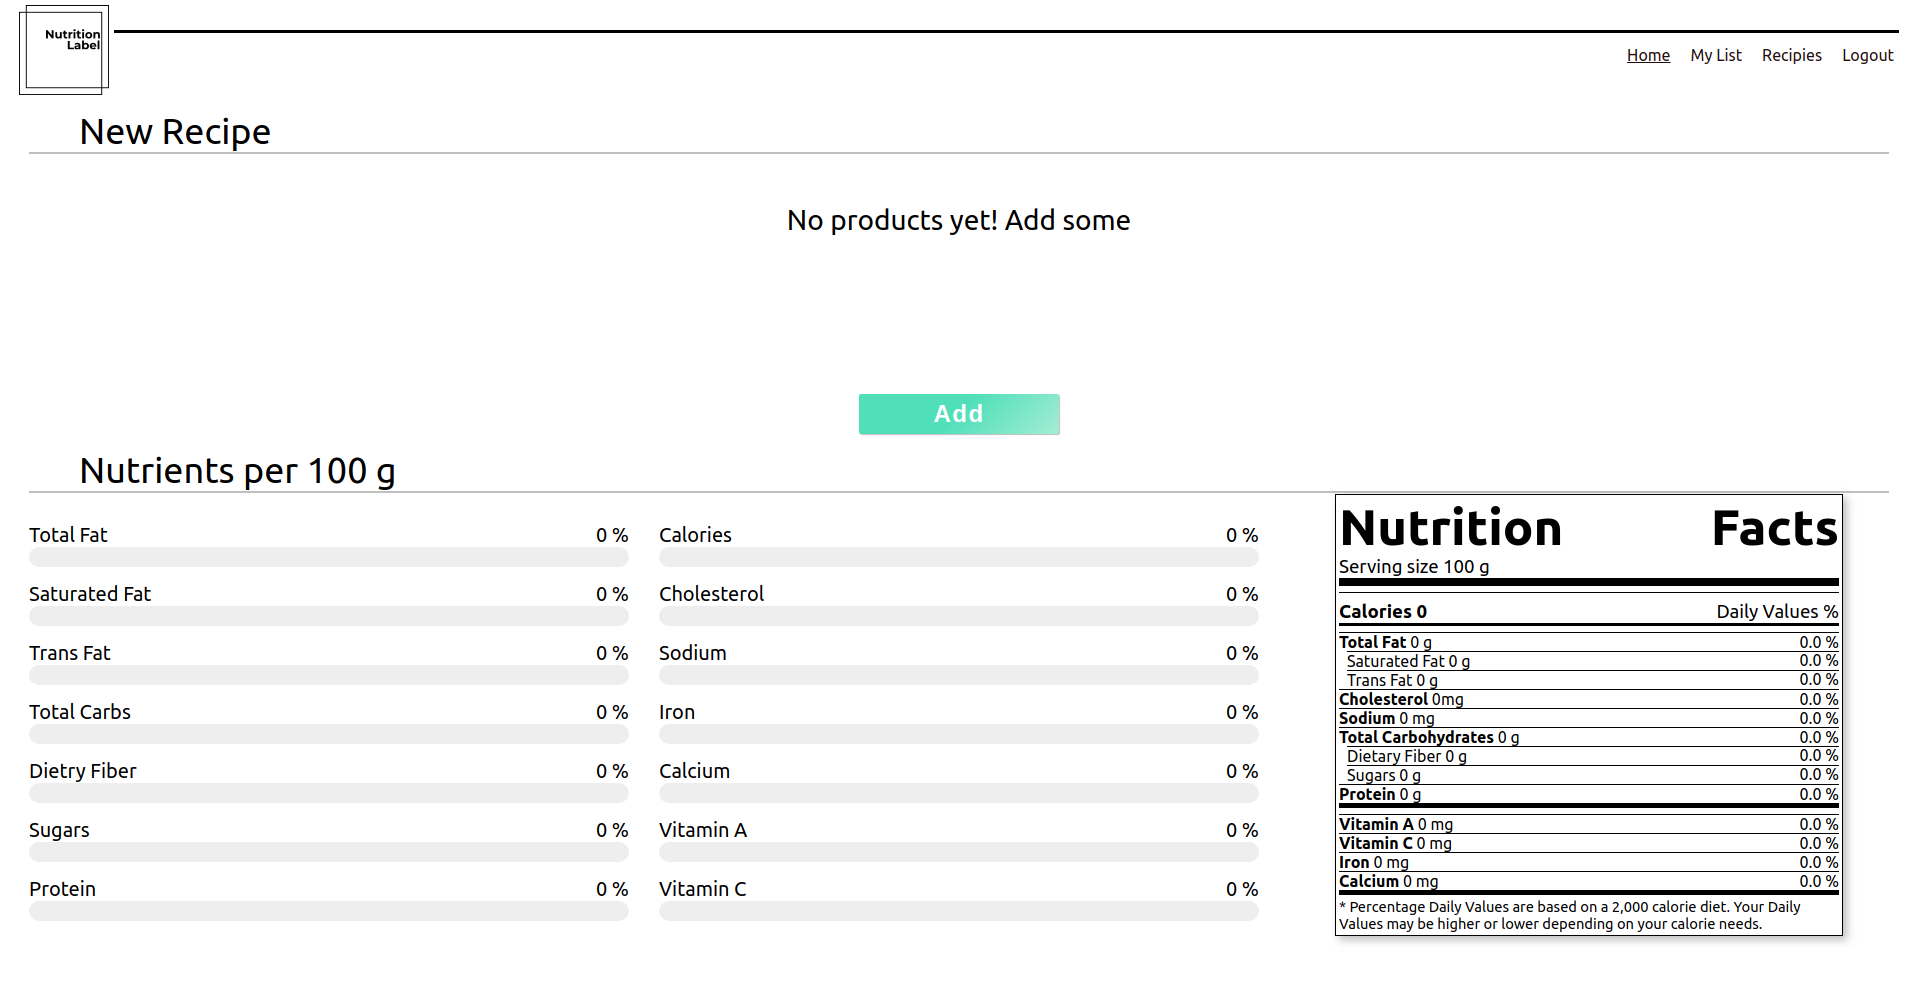 Nutrition
Label
Home My List Recipies Logout
New Recipe
No products yet! Add some
Add
Nutrients per 100 g
Total Fat 0 %
Saturated Fat 0 %
Trans Fat 0 %
Total Carbs 0 %
Dietry Fiber 0 %
Sugars 0 %
Protein 0 %
Calories 0 %
Cholesterol 0 %
Sodium 0 %
Iron 0 %
Calcium 0 %
Vitamin A 0 %
Vitamin C 0 %
Nutrition Facts
Serving size 100 g
Calories 0 Daily Values %
Total Fat 0 g 0.0 %
Saturated Fat 0 g 0.0 %
Trans Fat 0 g 0.0 %
Cholesterol 0mg 0.0 %
Sodium 0 mg 0.0 %
Total Carbohydrates 0 g 0.0 %
Dietary Fiber 0 g 0.0 %
Sugars 0 g 0.0 %
Protein 0 g 0.0 %
Vitamin A 0 mg 0.0 %
Vitamin C 0 mg 0.0 %
Iron 0 mg 0.0 %
Calcium 0 mg 0.0 %
* Percentage Daily Values are based on a 2,000 calorie diet. Your Daily
Values may be higher or lower depending on your calorie needs.